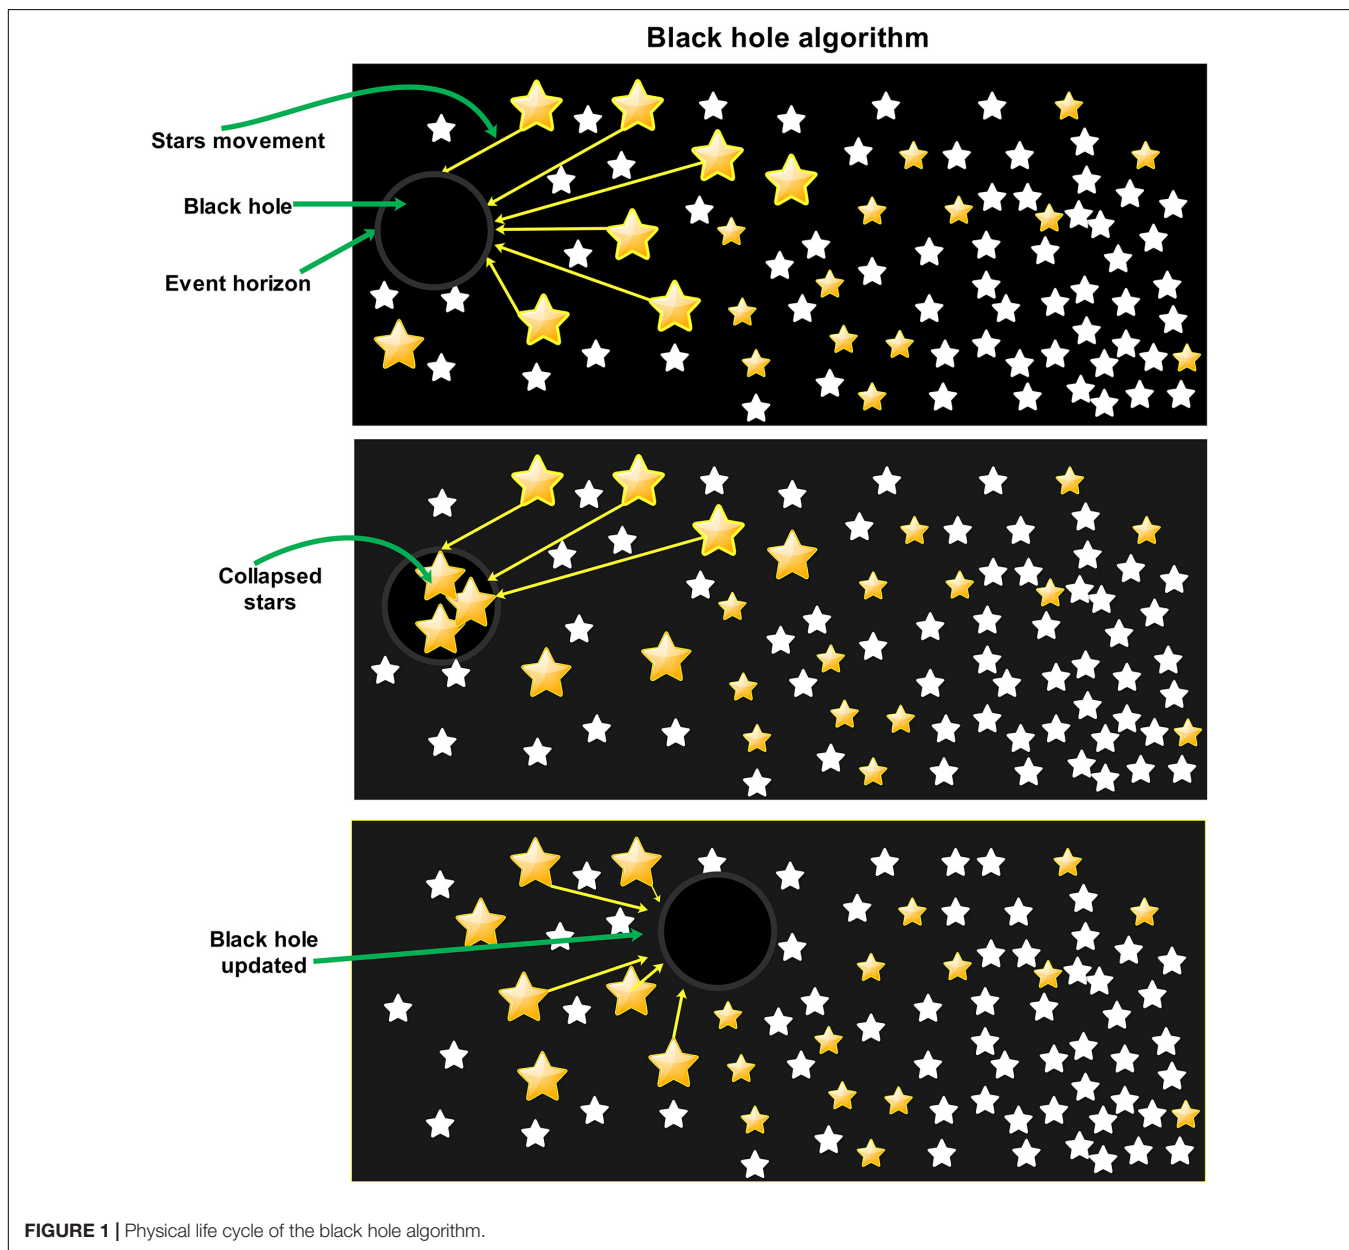 Black hole algorithm
Stars movement
Black hole
Event horizon
Collapsed
stars
Black hole
updated
FIGURE 1 | Physical life cycle of the black hole algorithm.